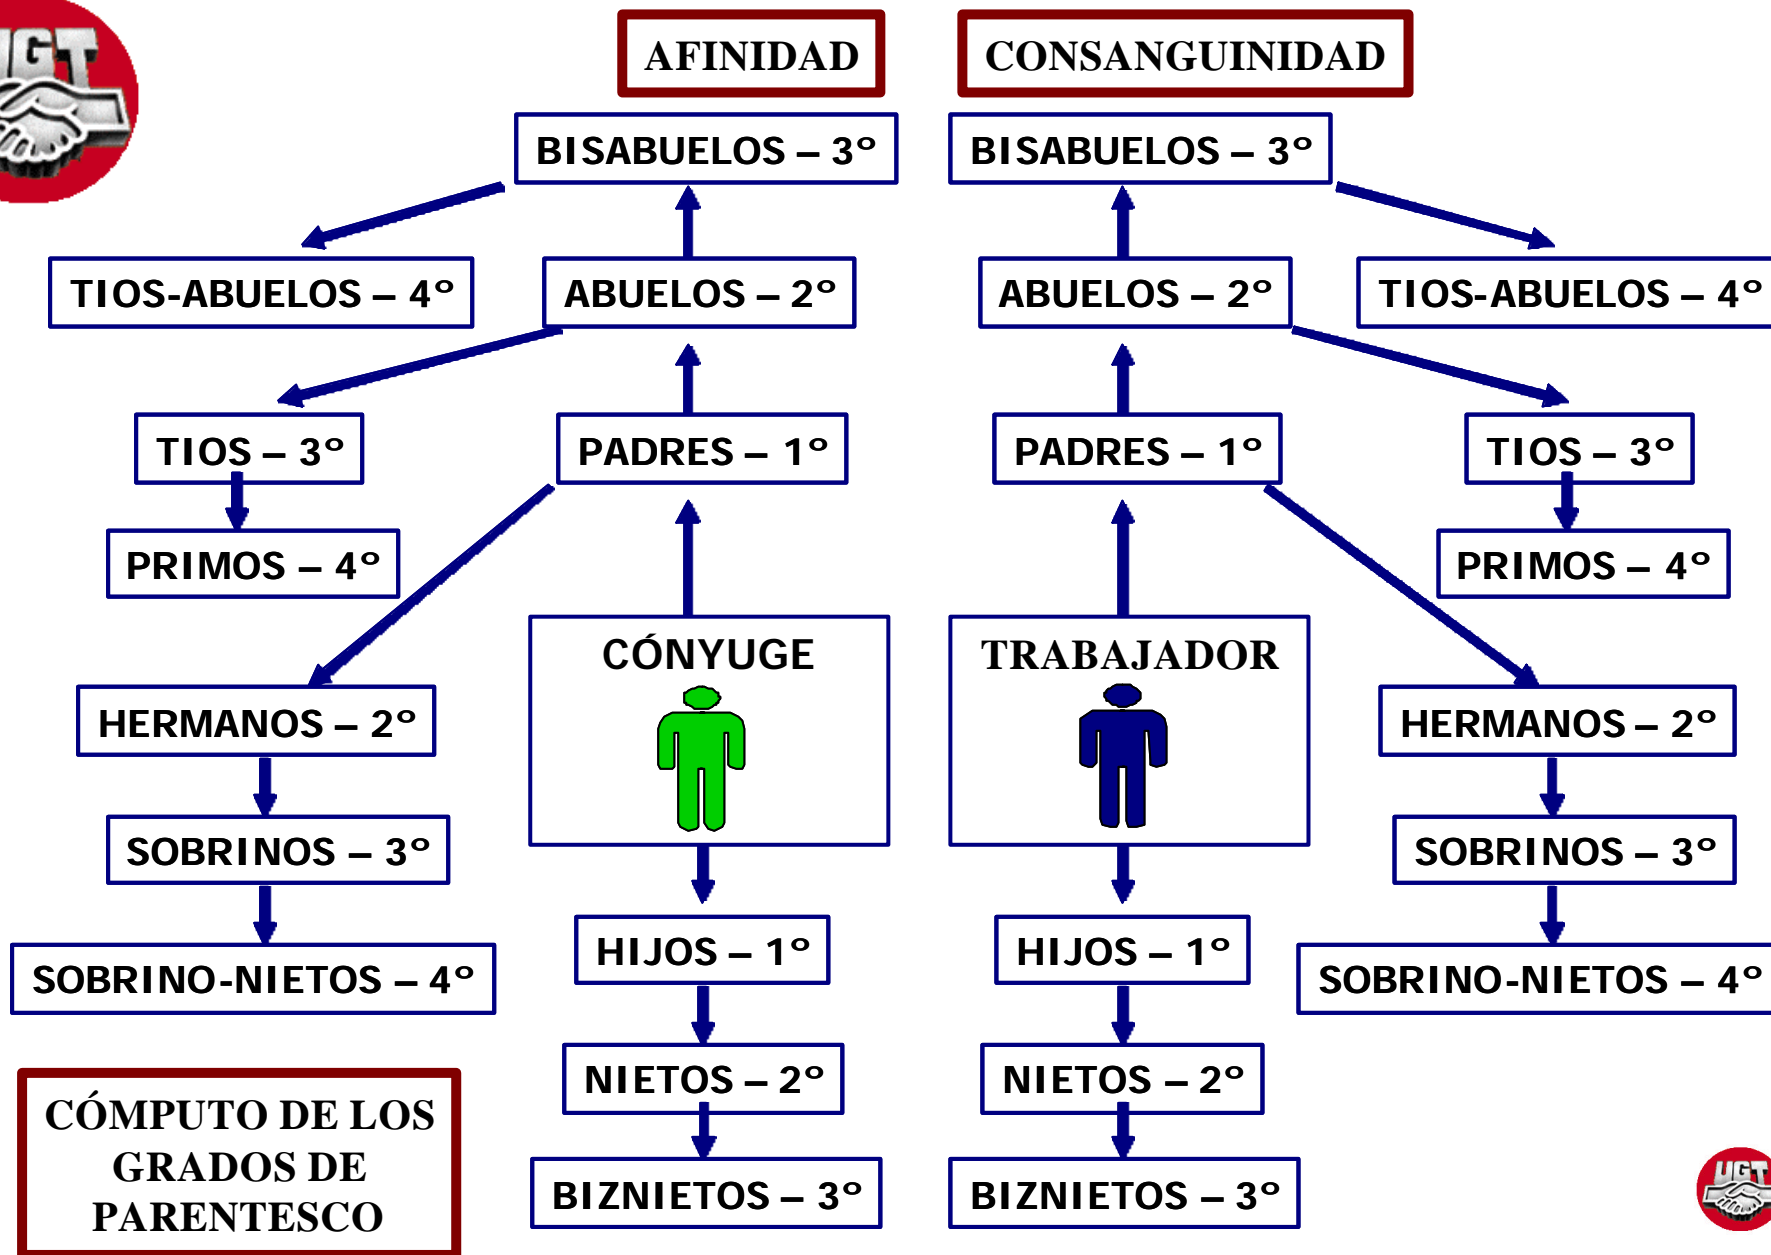 UGT
AFINIDAD
CONSANGUINIDAD
BISABUELOS – 3º
BISABUELOS – 3º
TIOS-ABUELOS – 4º
ABUELOS – 2º
ABUELOS – 2º
TIOS-ABUELOS – 4º
TIOS – 3º
PADRES – 1º
PADRES – 1º
TIOS – 3º
PRIMOS – 4º
PRIMOS – 4º
CÓNYUGE
TRABAJADOR
HERMANOS – 2º
HERMANOS – 2º
SOBRINOS – 3º
SOBRINOS – 3º
HIJOS – 1º
HIJOS – 1º
SOBRINO-NIETOS – 4º
SOBRINO-NIETOS – 4º
NIETOS – 2º
NIETOS – 2º
CÓMPUTO DE LOS
GRADOS DE
PARENTESCO
BIZNIETOS – 3º
BIZNIETOS – 3º
UGT